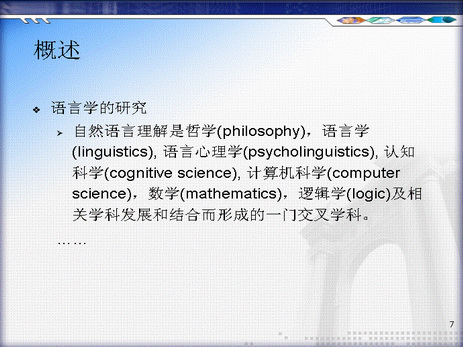 概述
语言学的研究
自然语言理解是哲学(philosophy)，语言学
(linguistics), 语言心理学(psycholinguistics), 认知
科学(cognitive science), 计算机科学(computer
science)，数学(mathematics)，逻辑学(logic)及相
关学科发展和结合而形成的一门交叉学科。
……
7